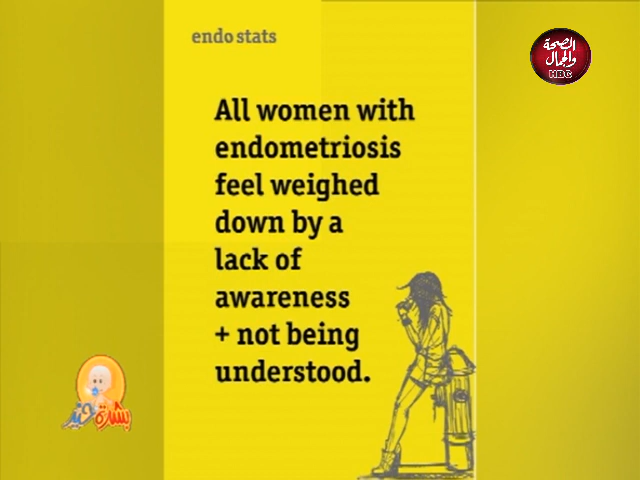 endo stats
الصحة
والجمال
HBC
All women with
endometriosis
feel weighed
down by a
lack of
awareness
+ not being
understood.
بشرة خير